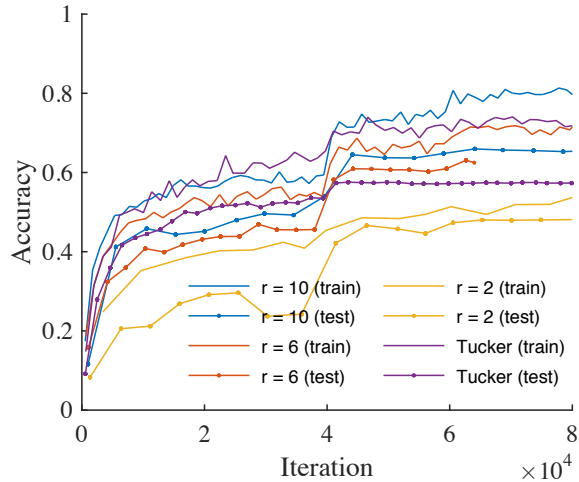 1
0.8
0.6
0.4
0.2
0
Accuracy
r = 10 (train)
r = 10 (test)
r = 6 (train)
r = 6 (test)
r = 2 (train)
r = 2 (test)
Tucker (train)
Tucker (test)
0 2 4 6 8
Iteration
×10⁴